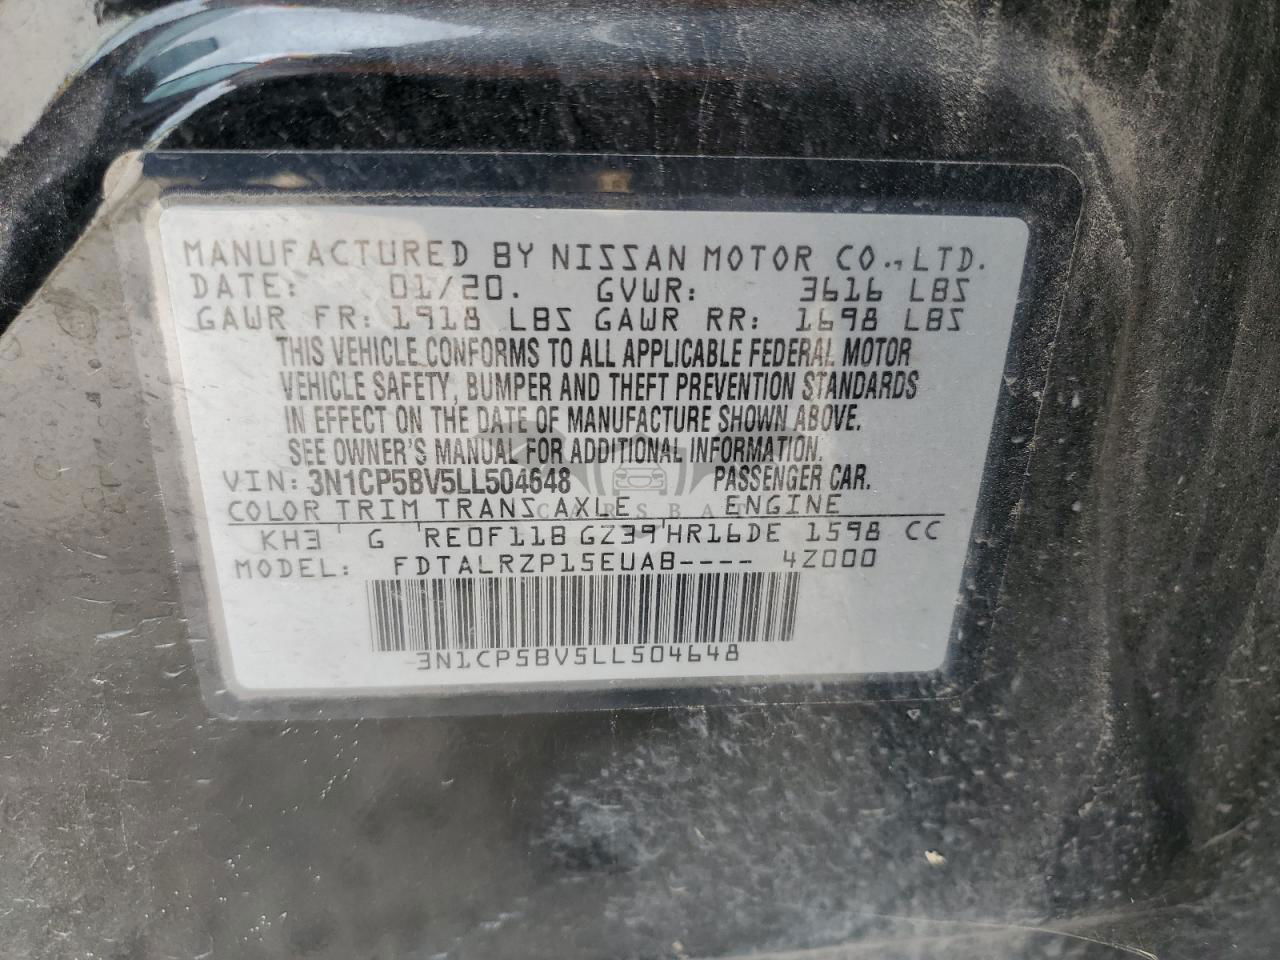 MANUFACTURED BY NISSAN MOTOR CO., LTD.
DATE: 01/20. GVWR: 3616 LBS
GAWR FR: 1918 LBS GAWR RR: 1698 LBS
THIS VEHICLE CONFORMS TO ALL APPLICABLE FEDERAL MOTOR
VEHICLE SAFETY, BUMPER AND THEFT PREVENTION STANDARDS
IN EFFECT ON THE DATE OF MANUFACTURE SHOWN ABOVE.
SEE OWNER'S MANUAL FOR ADDITIONAL INFORMATION.
VIN: 3N1CP5BV5LL504648 PASSENGER CAR.
COLOR TRIM TRANS AXLE ENGINE
KH3 G RE0F11B GZ39 HR16DE 1598 CC
MODEL: FDTALRZP15EUAB---- 4Z000
3N1CP5BV5LL504648
CARSBAT